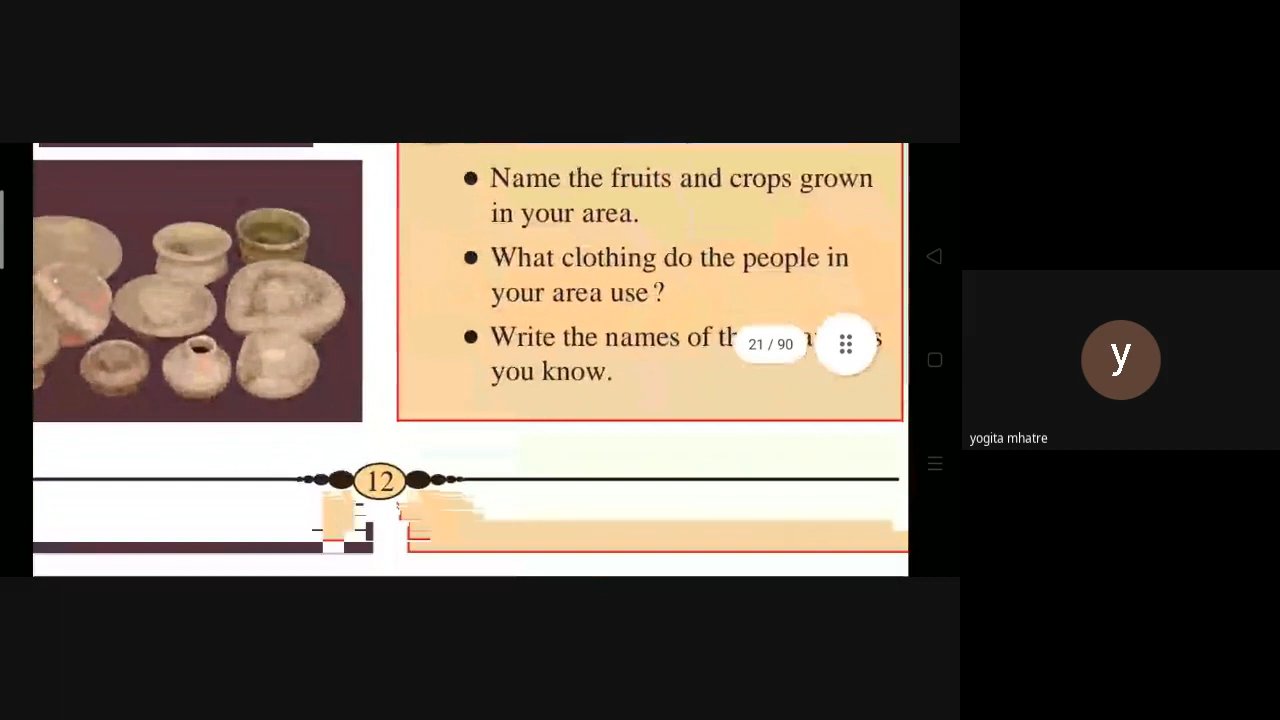 ● Name the fruits and crops grown
in your area.
● What clothing do the people in
your area use?
● Write the names of
you know.
21 / 90
12
y
yogita mhatre